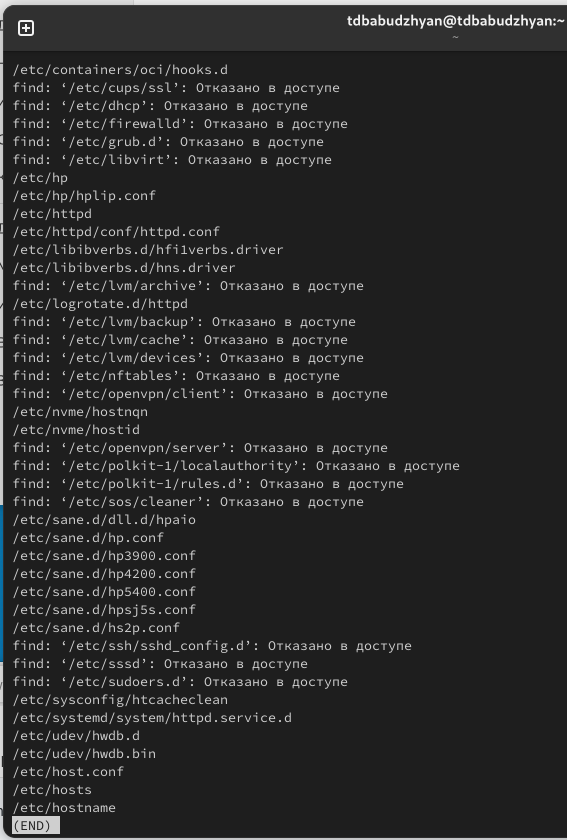 tdbabudzhyan@tdbabudzhyan:~
~
/etc/containers/oci/hooks.d
find: ‘/etc/cups/ssl’: Отказано в доступе
find: ‘/etc/dhcp’: Отказано в доступе
find: ‘/etc/firewalld’: Отказано в доступе
find: ‘/etc/grub.d’: Отказано в доступе
find: ‘/etc/libvirt’: Отказано в доступе
/etc/hp
/etc/hp/hplip.conf
/etc/httpd
/etc/httpd/conf/httpd.conf
/etc/libibverbs.d/hfi1verbs.driver
/etc/libibverbs.d/hns.driver
find: ‘/etc/lvm/archive’: Отказано в доступе
/etc/logrotate.d/httpd
find: ‘/etc/lvm/backup’: Отказано в доступе
find: ‘/etc/lvm/cache’: Отказано в доступе
find: ‘/etc/lvm/devices’: Отказано в доступе
find: ‘/etc/nftables’: Отказано в доступе
find: ‘/etc/openvpn/client’: Отказано в доступе
/etc/nvme/hostnqn
/etc/nvme/hostid
find: ‘/etc/openvpn/server’: Отказано в доступе
find: ‘/etc/polkit-1/localauthority’: Отказано в доступе
find: ‘/etc/polkit-1/rules.d’: Отказано в доступе
find: ‘/etc/sos/cleaner’: Отказано в доступе
/etc/sane.d/dll.d/hpaio
/etc/sane.d/hp.conf
/etc/sane.d/hp3900.conf
/etc/sane.d/hp4200.conf
/etc/sane.d/hp5400.conf
/etc/sane.d/hpsj5s.conf
/etc/sane.d/hs2p.conf
find: ‘/etc/ssh/sshd_config.d’: Отказано в доступе
find: ‘/etc/sssd’: Отказано в доступе
find: ‘/etc/sudoers.d’: Отказано в доступе
/etc/sysconfig/htcacheclean
/etc/systemd/system/httpd.service.d
/etc/udev/hwdb.d
/etc/udev/hwdb.bin
/etc/host.conf
/etc/hosts
/etc/hostname
(END)